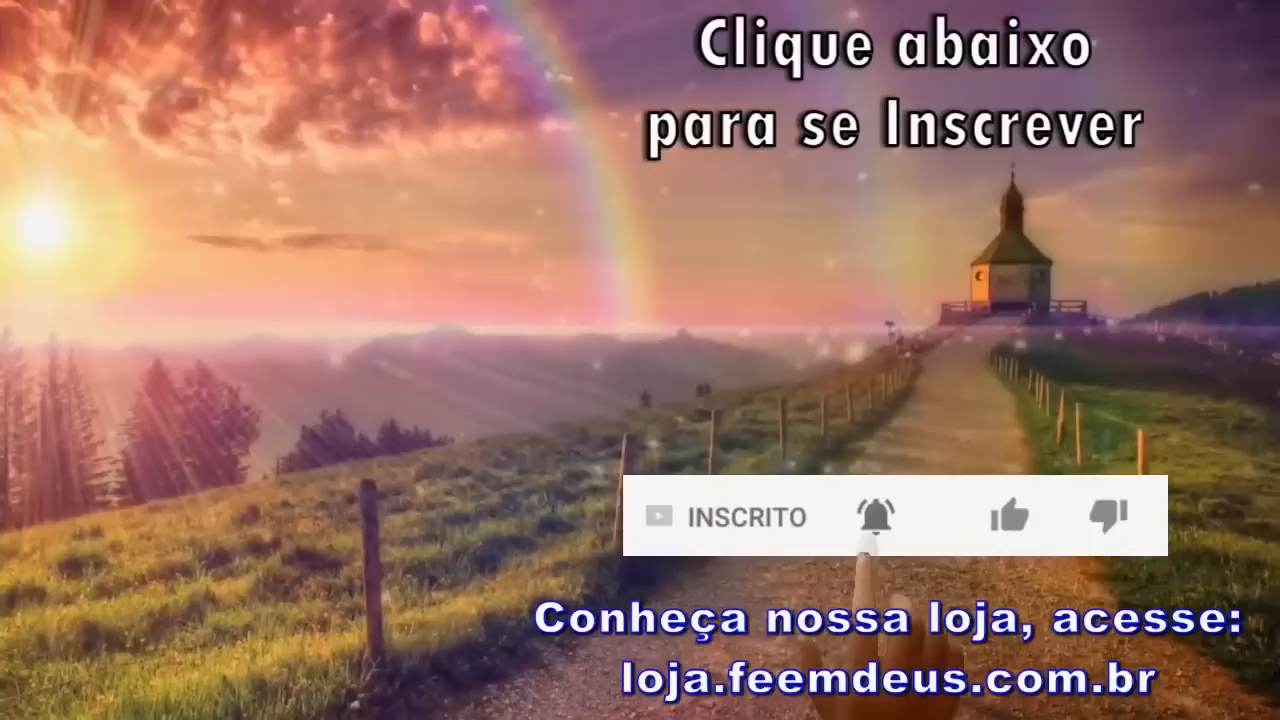 Clique abaixo
para se Inscrever
INSCRITO
Conheça nossa loja, acesse:
loja.feemdeus.com.br